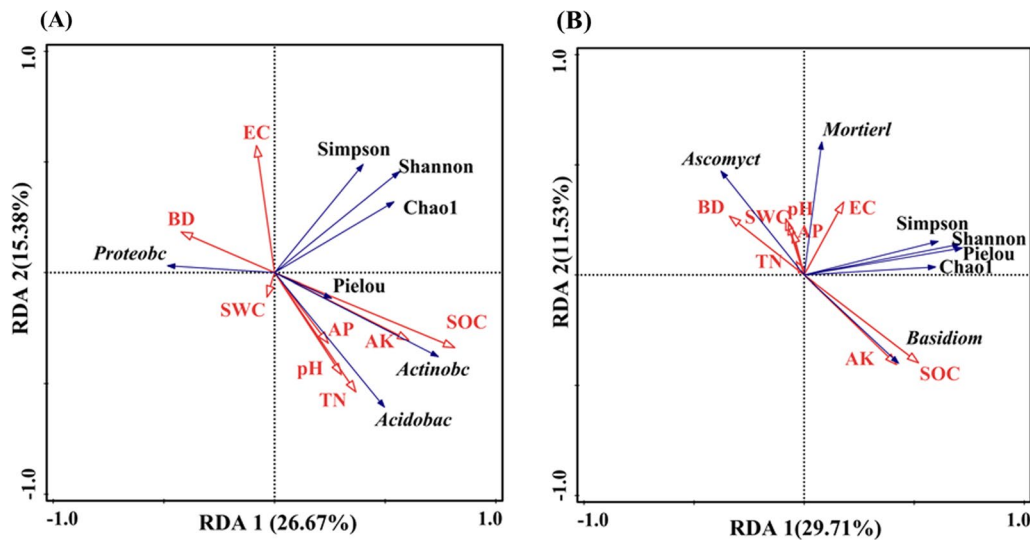 (A)
1.0
RDA 2(15.38%)
-1.0
EC
Simpson
Shannon
Chao1
BD
Proteobc
Pielou
SWC
AP
AK
SOC
Actinobc
pH
TN
Acidobac
-1.0
RDA 1 (26.67%)
1.0
(B)
1.0
RDA 2(11.53%)
-1.0
Mortierl
Ascomyct
BD
SWC
pH
AP
EC
TN
Simpson
Shannon
Pielou
Chao1
Basidiom
AK
SOC
-1.0
RDA 1(29.71%)
1.0